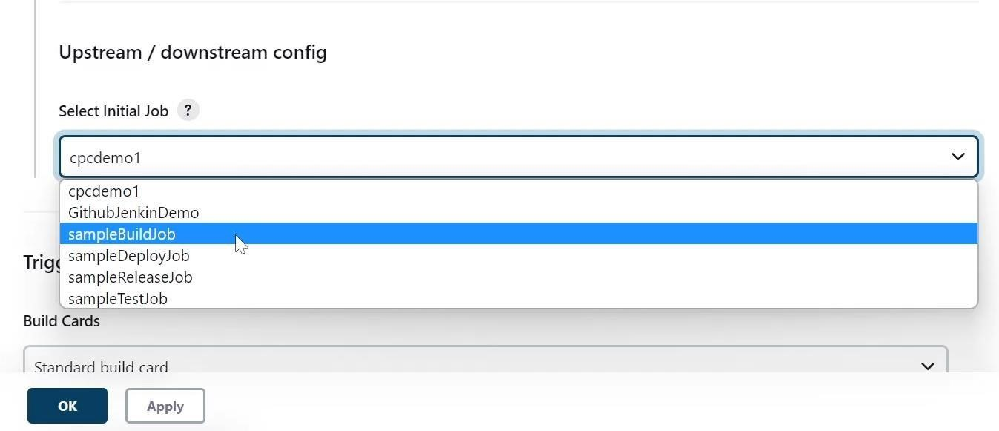 Upstream / downstream config
Select Initial Job ?
cpcdemo1
cpcdemo1
GithubJenkinDemo
sampleBuildJob
sampleDeployJob
sampleReleaseJob
sampleTestJob
Build Cards
Standard build card
OK
Apply